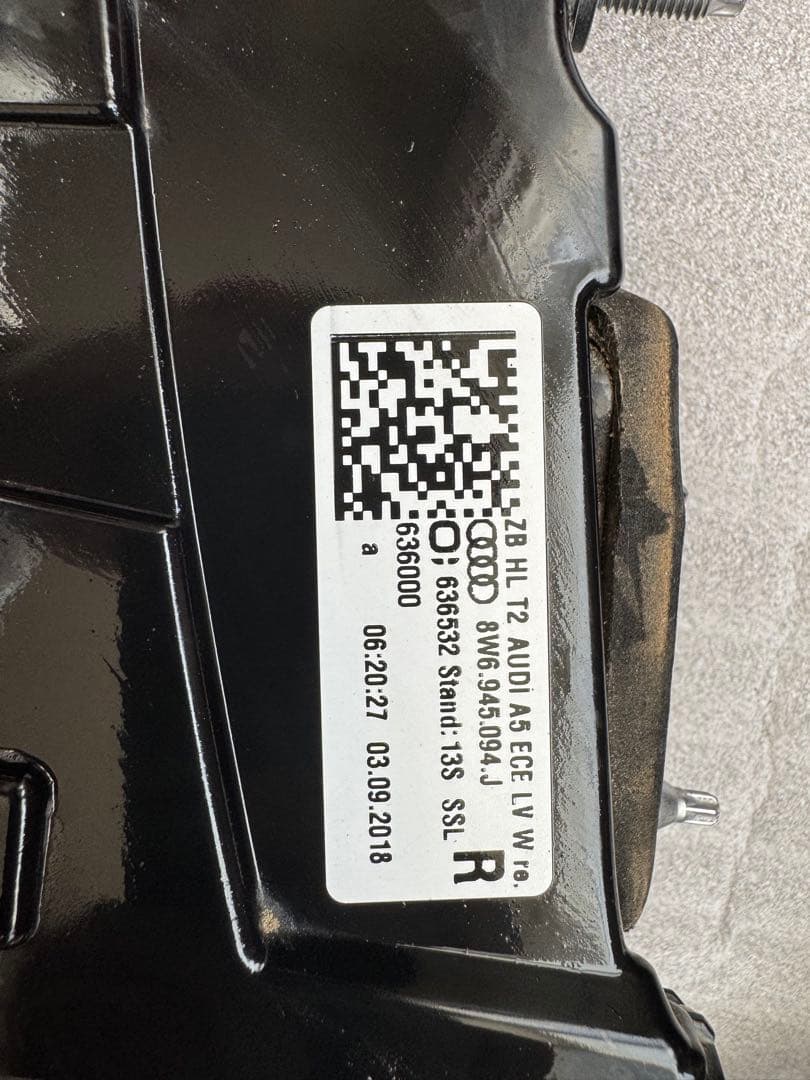 ZB HL T2 AUDI A5 ECE LV W re.
8W6.945.094.J
636532 Stand: 13S SSL R
636000
a 06:20:27 03.09.2018